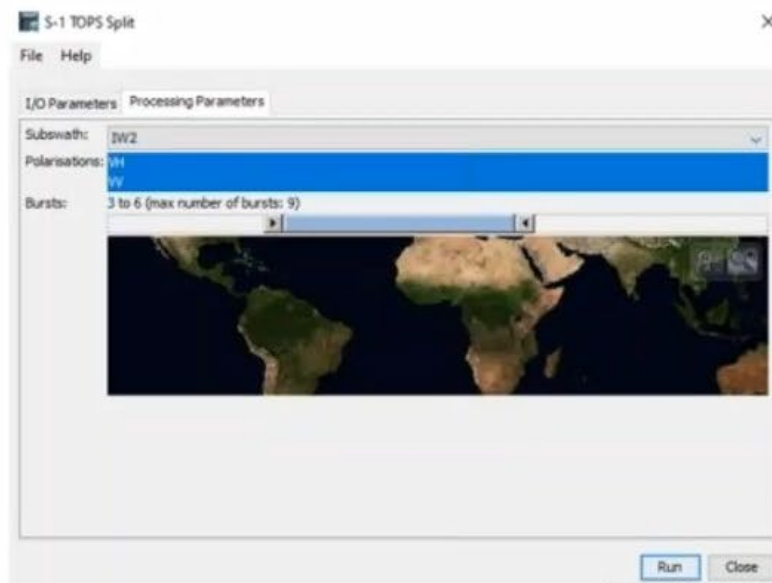 S-1 TOPS Split
File Help
I/O Parameters Processing Parameters
Subswath: IW2
Polarisations: VH
VV
Bursts: 3 to 6 (max number of bursts: 9)
Run Close